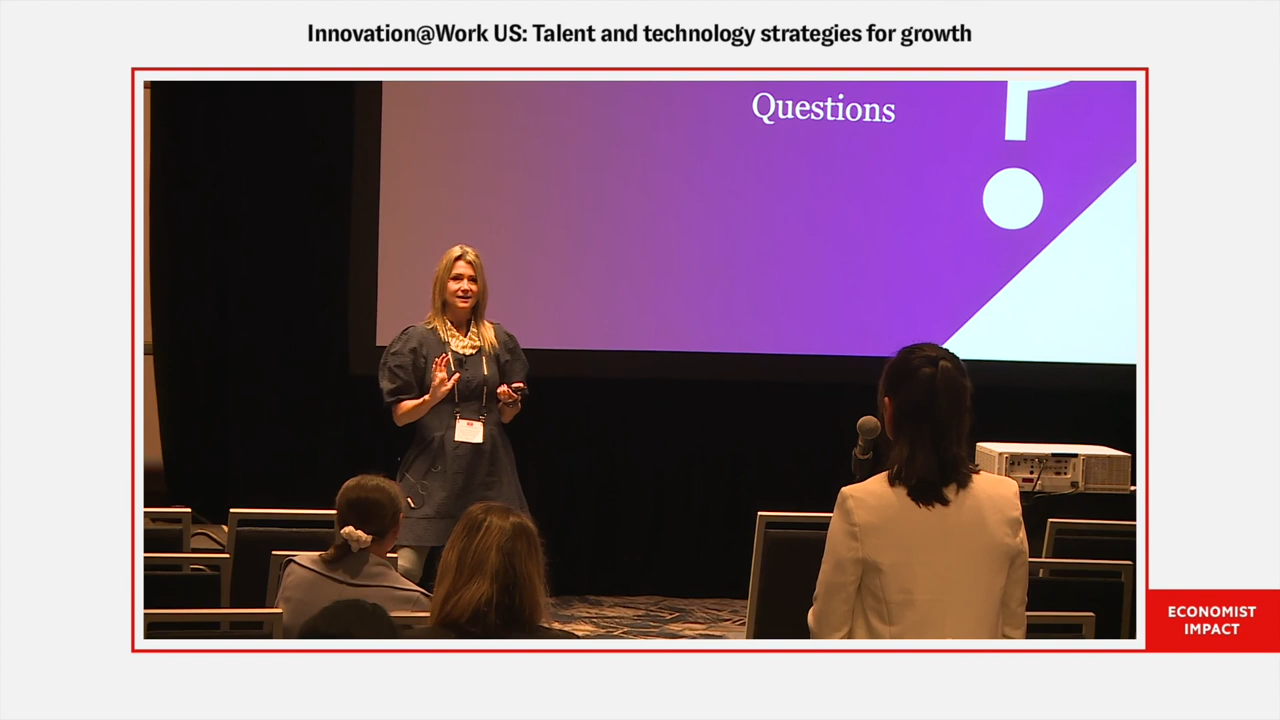 Innovation@Work US: Talent and technology strategies for growth
Questions
?
ECONOMIST
IMPACT